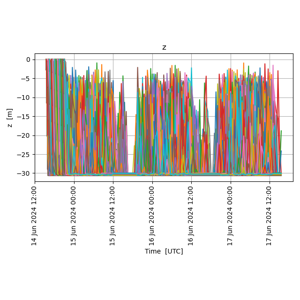 z
0
−5
−10
−15
−20
−25
−30
z [m]
14 Jun 2024 12:00
15 Jun 2024 00:00
15 Jun 2024 12:00
16 Jun 2024 00:00
16 Jun 2024 12:00
17 Jun 2024 00:00
17 Jun 2024 12:00
Time [UTC]